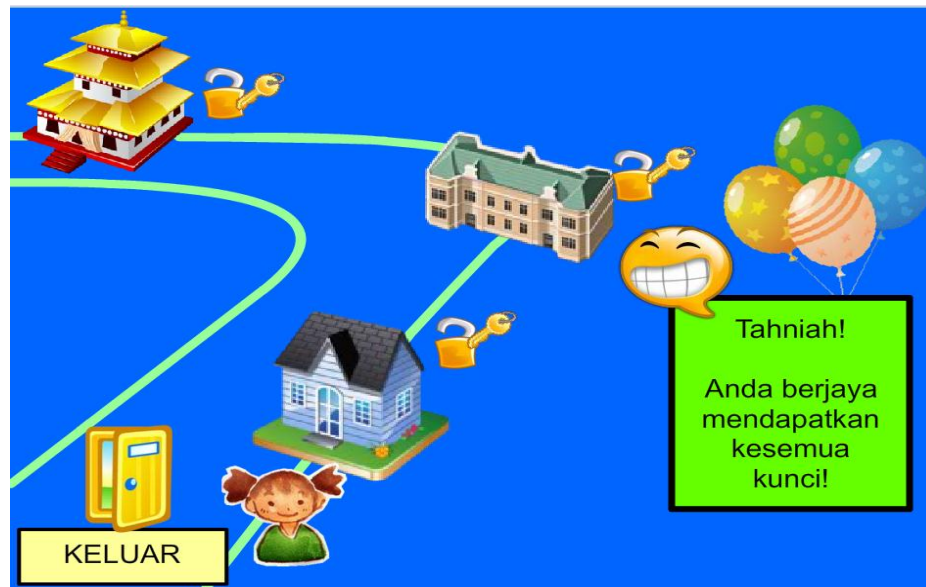 Tahniah!
Anda berjaya
mendapatkan
kesemua
kunci!
KELUAR